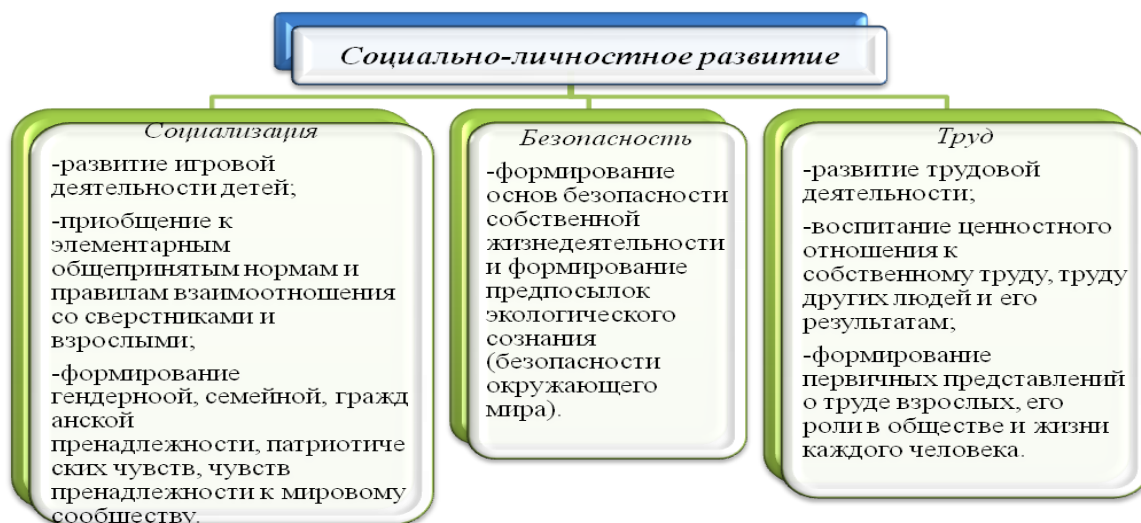 Социально-личностное развитие
Социализация
-развитие игровой
деятельности детей;
-приобщение к
элементарным
общепринятым нормам и
правилам взаимоотношения
со сверстниками и
взрослыми;
-формирование
гендерноой, семейной, гражд
анской
пренадлежности, патриотиче
ских чувств, чувств
пренадлежности к мировому
сообшеству.
Безопасность
-формирование
основ безопасности
собственной
жизнедеятельности
и формирование
предпосылок
экологического
сознания
(безопасности
окружающего
мира).
Труд
-развитие трудовой
деятельности;
-воспитание ценностного
отношения к
собственному труду, труду
других людей и его
результатам;
-формирование
первичных представлений
о труде взрослых, его
роли в обществе и жизни
каждого человека.